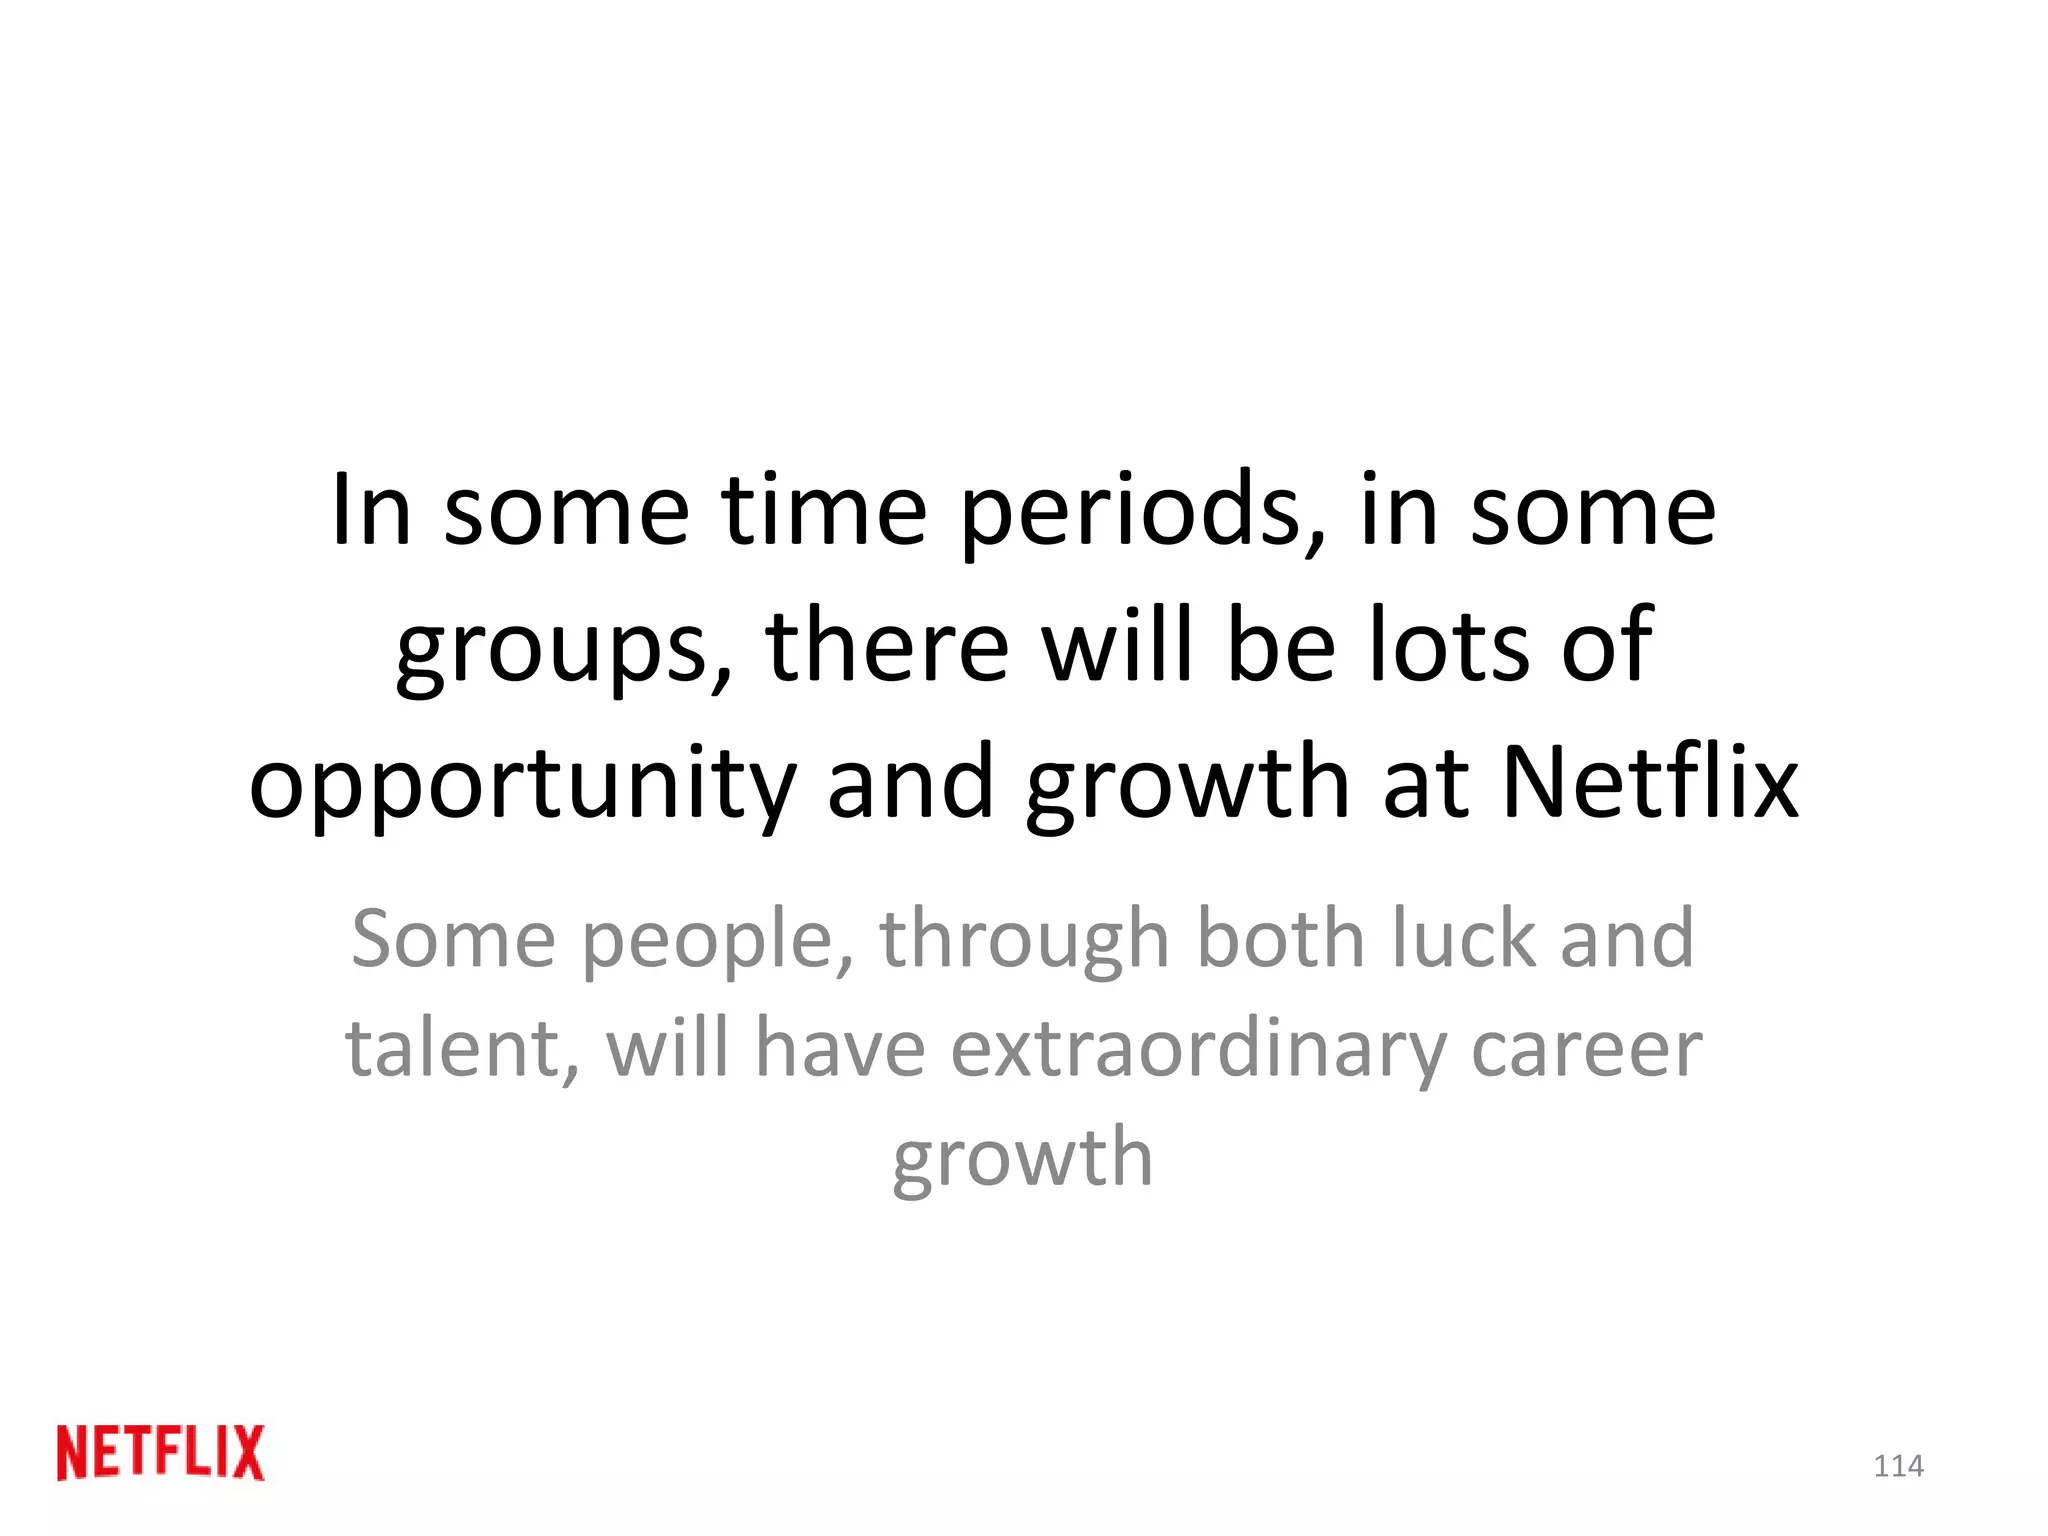 In some time periods, in some
groups, there will be lots of
opportunity and growth at Netflix
Some people, through both luck and
talent, will have extraordinary career
growth
NETFLIX
114